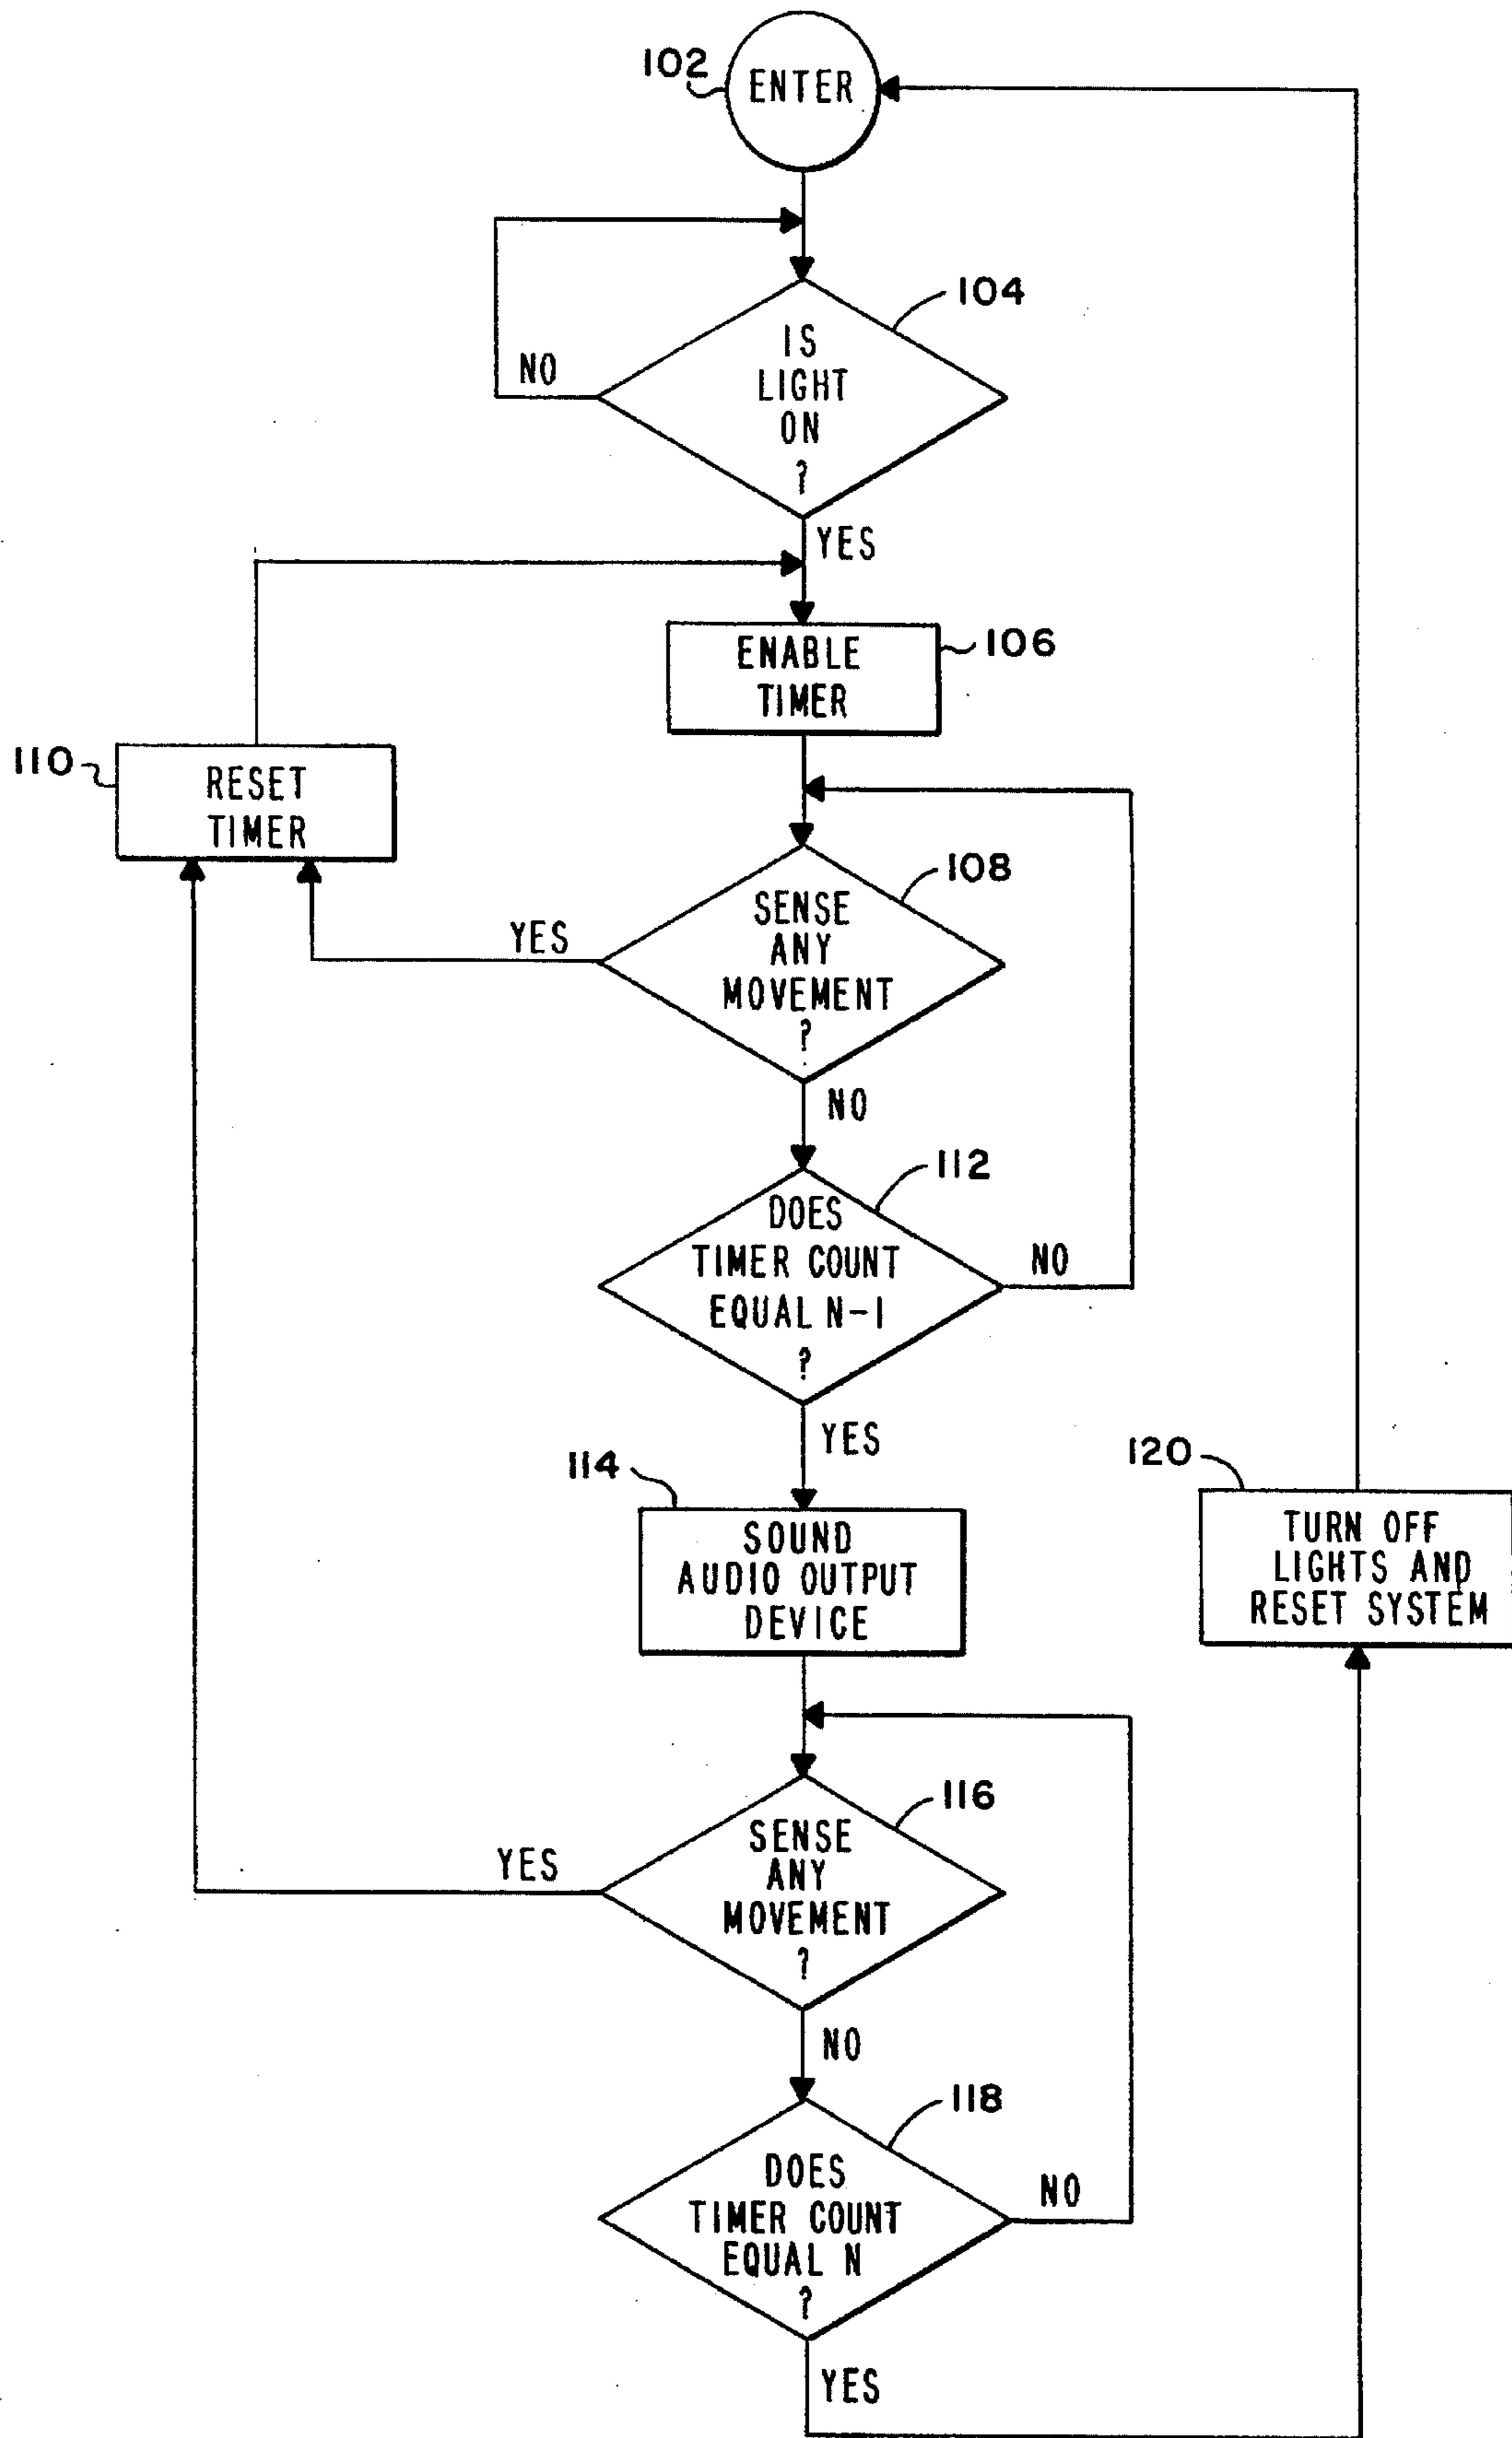 102
ENTER
104
IS
LIGHT
ON
?
NO
YES
ENABLE
TIMER
106
110
RESET
TIMER
108
SENSE
ANY
MOVEMENT
?
YES
NO
112
DOES
TIMER COUNT
EQUAL N-1
?
NO
YES
114
SOUND
AUDIO OUTPUT
DEVICE
120
TURN OFF
LIGHTS AND
RESET SYSTEM
116
SENSE
ANY
MOVEMENT
?
YES
NO
118
DOES
TIMER COUNT
EQUAL N
?
NO
YES